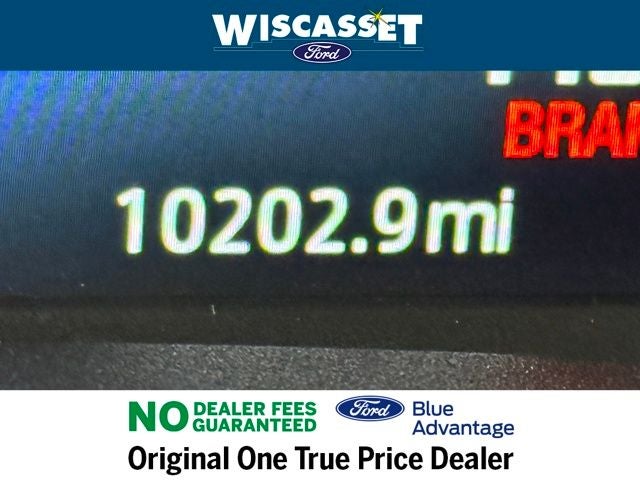 WISCASSET
Ford
10202.9mi
NO DEALER FEES
GUARANTEED
Ford Blue
Advantage
Original One True Price Dealer